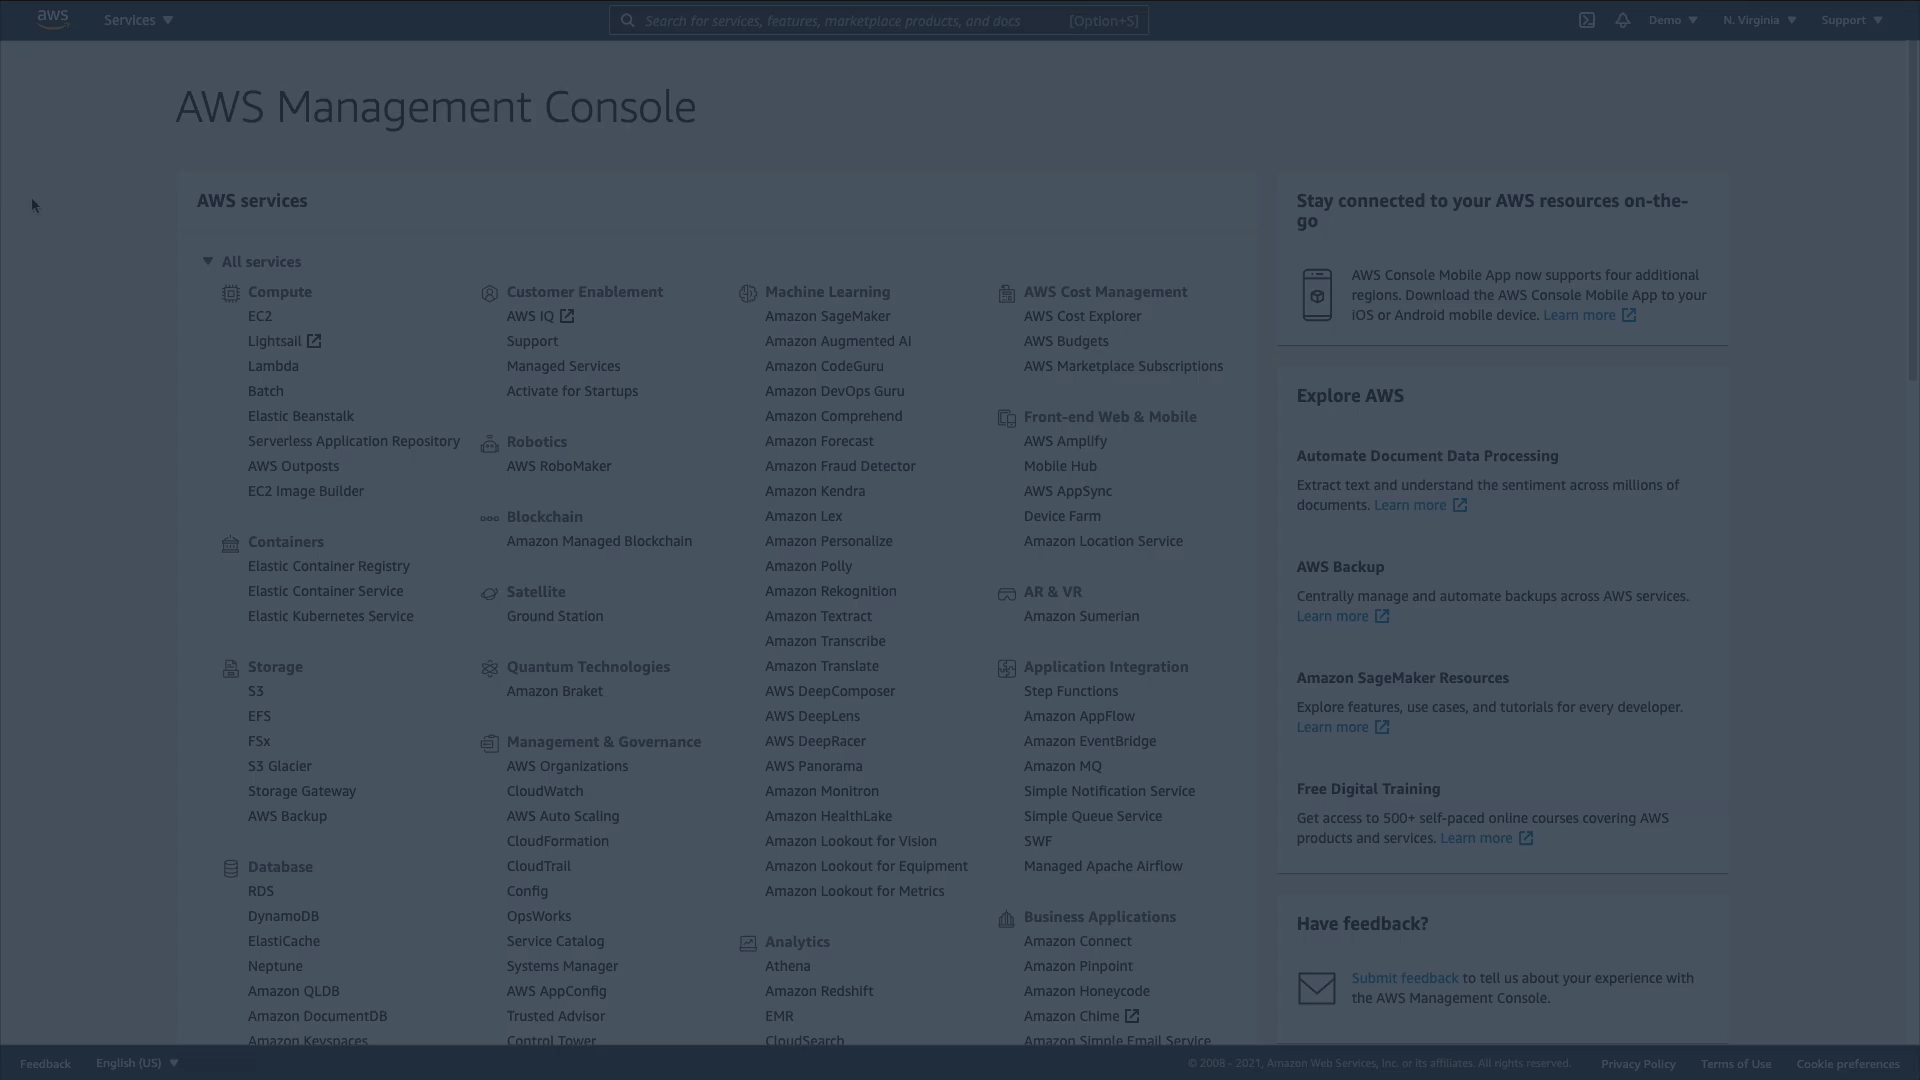 aws
Services
Search for services, features, marketplace products, and docs
[Option+S]
Demo
N. Virginia
Support
AWS Management Console
AWS services
All services
Compute
EC2
Lightsail
Lambda
Batch
Elastic Beanstalk
Serverless Application Repository
AWS Outposts
EC2 Image Builder
Containers
Elastic Container Registry
Elastic Container Service
Elastic Kubernetes Service
Storage
S3
EFS
FSx
S3 Glacier
Storage Gateway
AWS Backup
Database
RDS
DynamoDB
ElastiCache
Neptune
Amazon QLDB
Amazon DocumentDB
Amazon Keyspaces
Customer Enablement
AWS IQ
Support
Managed Services
Activate for Startups
Robotics
AWS RoboMaker
Blockchain
Amazon Managed Blockchain
Satellite
Ground Station
Quantum Technologies
Amazon Braket
Management & Governance
AWS Organizations
CloudWatch
AWS Auto Scaling
CloudFormation
CloudTrail
Config
OpsWorks
Service Catalog
Systems Manager
AWS AppConfig
Trusted Advisor
Control Tower
Machine Learning
Amazon SageMaker
Amazon Augmented AI
Amazon CodeGuru
Amazon DevOps Guru
Amazon Comprehend
Amazon Forecast
Amazon Fraud Detector
Amazon Kendra
Amazon Lex
Amazon Personalize
Amazon Polly
Amazon Rekognition
Amazon Textract
Amazon Transcribe
Amazon Translate
AWS DeepComposer
AWS DeepLens
AWS DeepRacer
AWS Panorama
Amazon Monitron
Amazon HealthLake
Amazon Lookout for Vision
Amazon Lookout for Equipment
Amazon Lookout for Metrics
Analytics
Athena
Amazon Redshift
EMR
CloudSearch
AWS Cost Management
AWS Cost Explorer
AWS Budgets
AWS Marketplace Subscriptions
Front-end Web & Mobile
AWS Amplify
Mobile Hub
AWS AppSync
Device Farm
Amazon Location Service
AR & VR
Amazon Sumerian
Application Integration
Step Functions
Amazon AppFlow
Amazon EventBridge
Amazon MQ
Simple Notification Service
Simple Queue Service
SWF
Managed Apache Airflow
Business Applications
Amazon Connect
Amazon Pinpoint
Amazon Honeycode
Amazon Chime
Amazon Simple Email Service
Stay connected to your AWS resources on-the-
go
AWS Console Mobile App now supports four additional
regions. Download the AWS Console Mobile App to your
iOS or Android mobile device. Learn more
Explore AWS
Automate Document Data Processing
Extract text and understand the sentiment across millions of
documents. Learn more
AWS Backup
Centrally manage and automate backups across AWS services.
Learn more
Amazon SageMaker Resources
Explore features, use cases, and tutorials for every developer.
Learn more
Free Digital Training
Get access to 500+ self-paced online courses covering AWS
products and services. Learn more
Have feedback?
Submit feedback to tell us about your experience with
the AWS Management Console.
Feedback
English (US)
© 2008 - 2021, Amazon Web Services, Inc. or its affiliates. All rights reserved.
Privacy Policy
Terms of Use
Cookie preferences